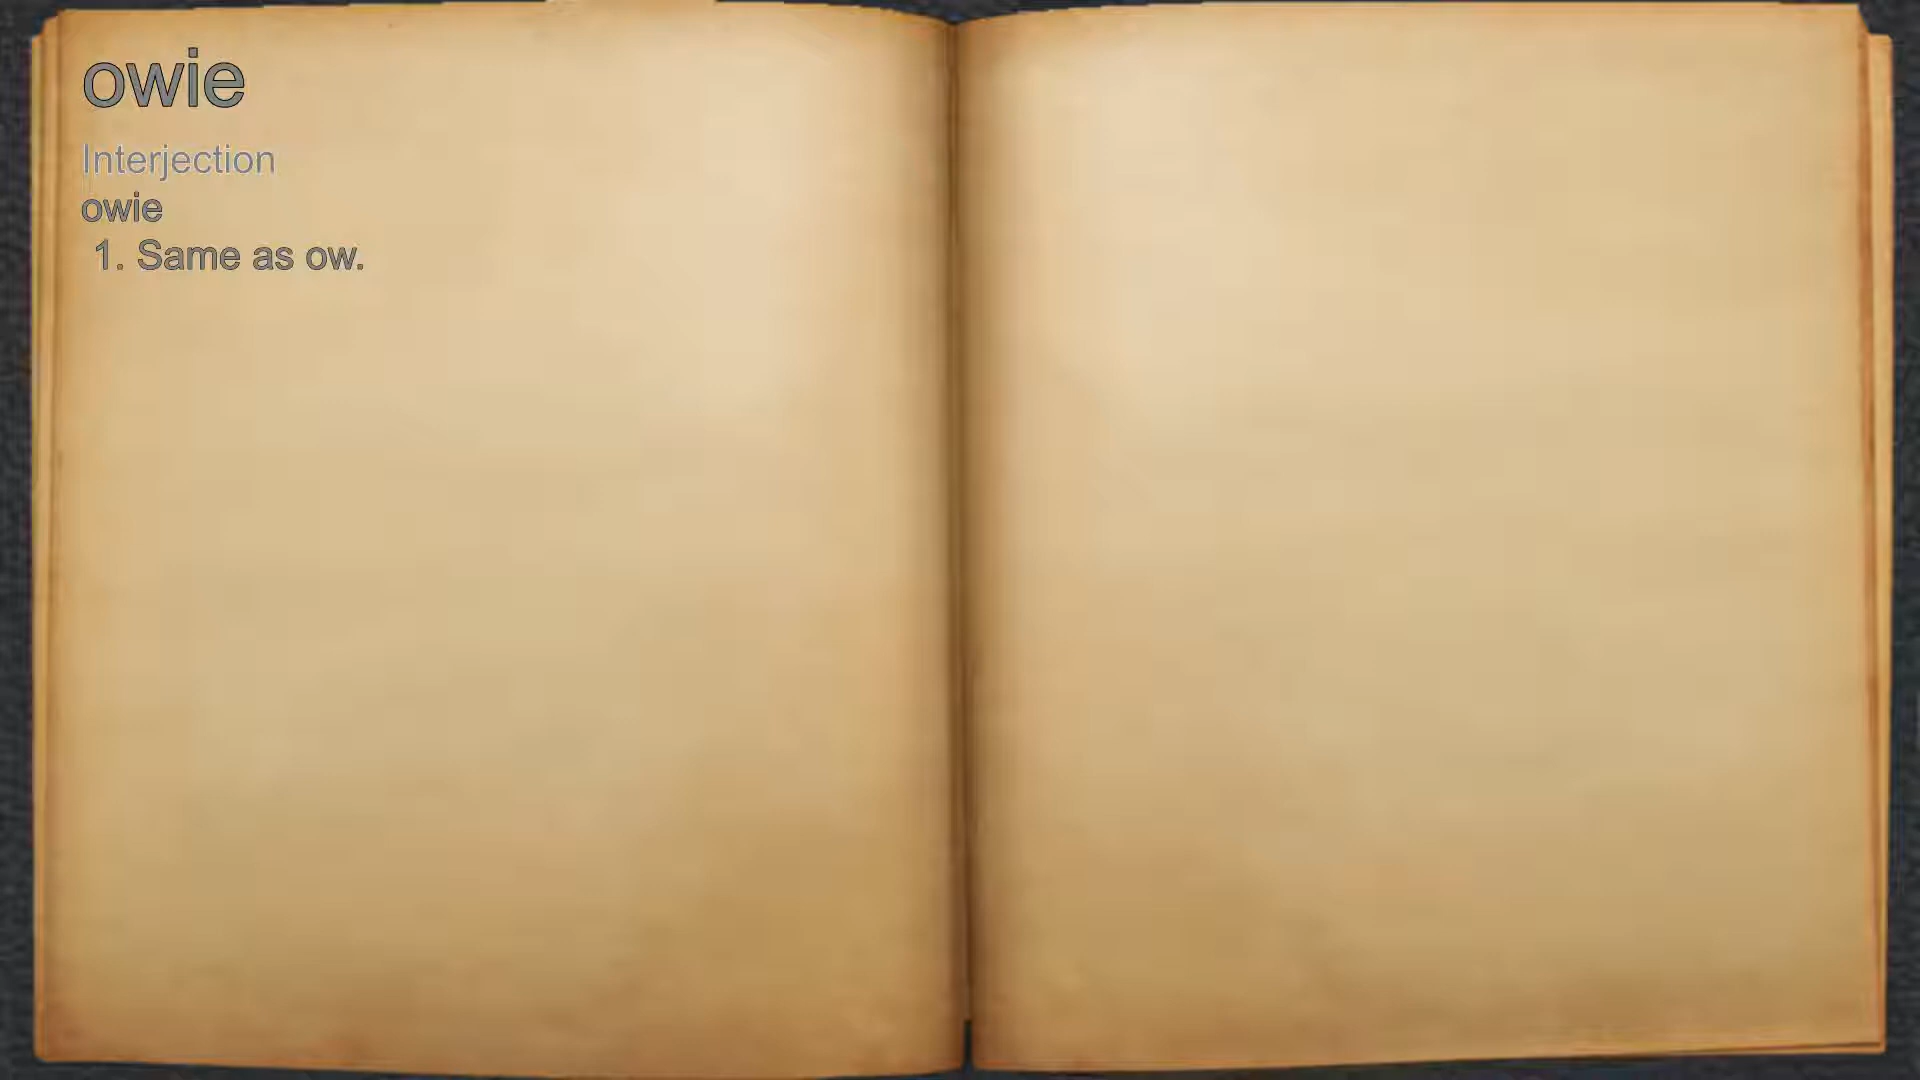 owie
Interjection
owie
1. Same as ow.